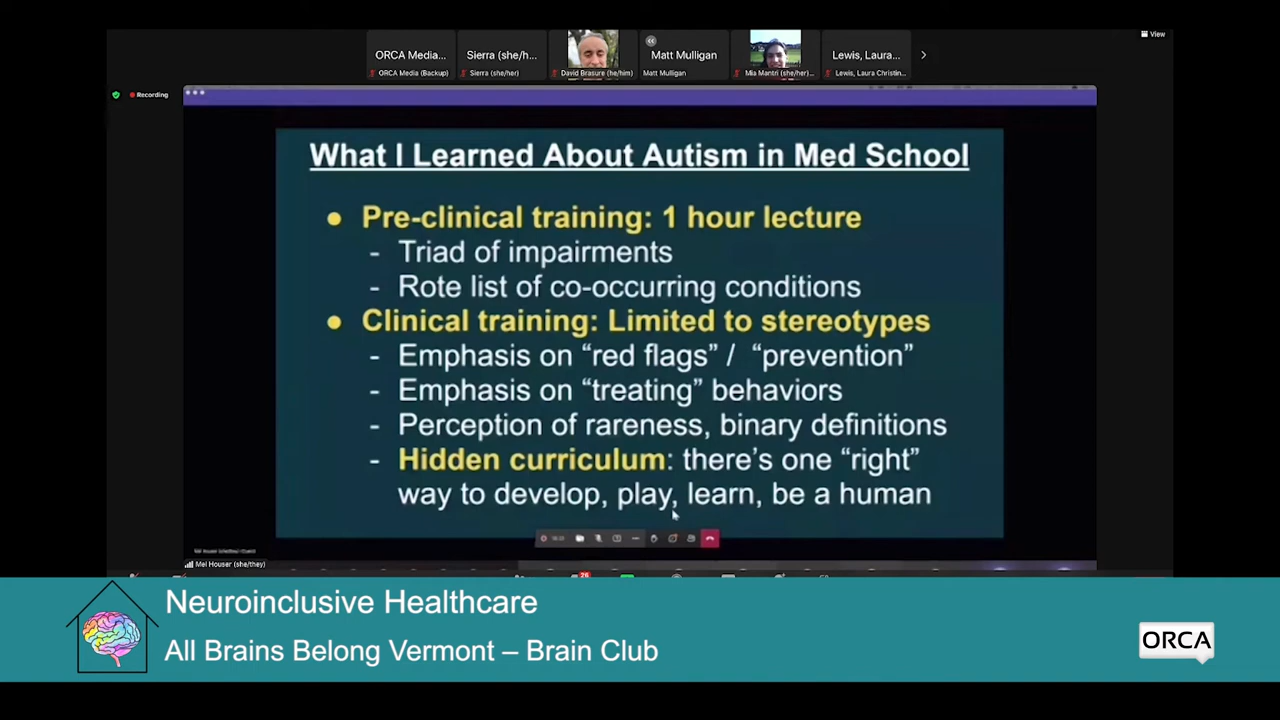 View
ORCA Media...
Sierra (she/h...
Matt Mulligan
Lewis, Laura...
ORCA Media (Backup)
Sierra (she/her)
David Brasure (he/him)
Matt Mulligan
Mia Mantri (she/her)...
Lewis, Laura Christin...
Recording
What I Learned About Autism in Med School
● Pre-clinical training: 1 hour lecture
- Triad of impairments
- Rote list of co-occurring conditions
● Clinical training: Limited to stereotypes
- Emphasis on “red flags” / “prevention”
- Emphasis on “treating” behaviors
- Perception of rareness, binary definitions
- Hidden curriculum: there’s one “right”
way to develop, play, learn, be a human
Mel Houser (she/they)
26
Neuroinclusive Healthcare
All Brains Belong Vermont – Brain Club
ORCA